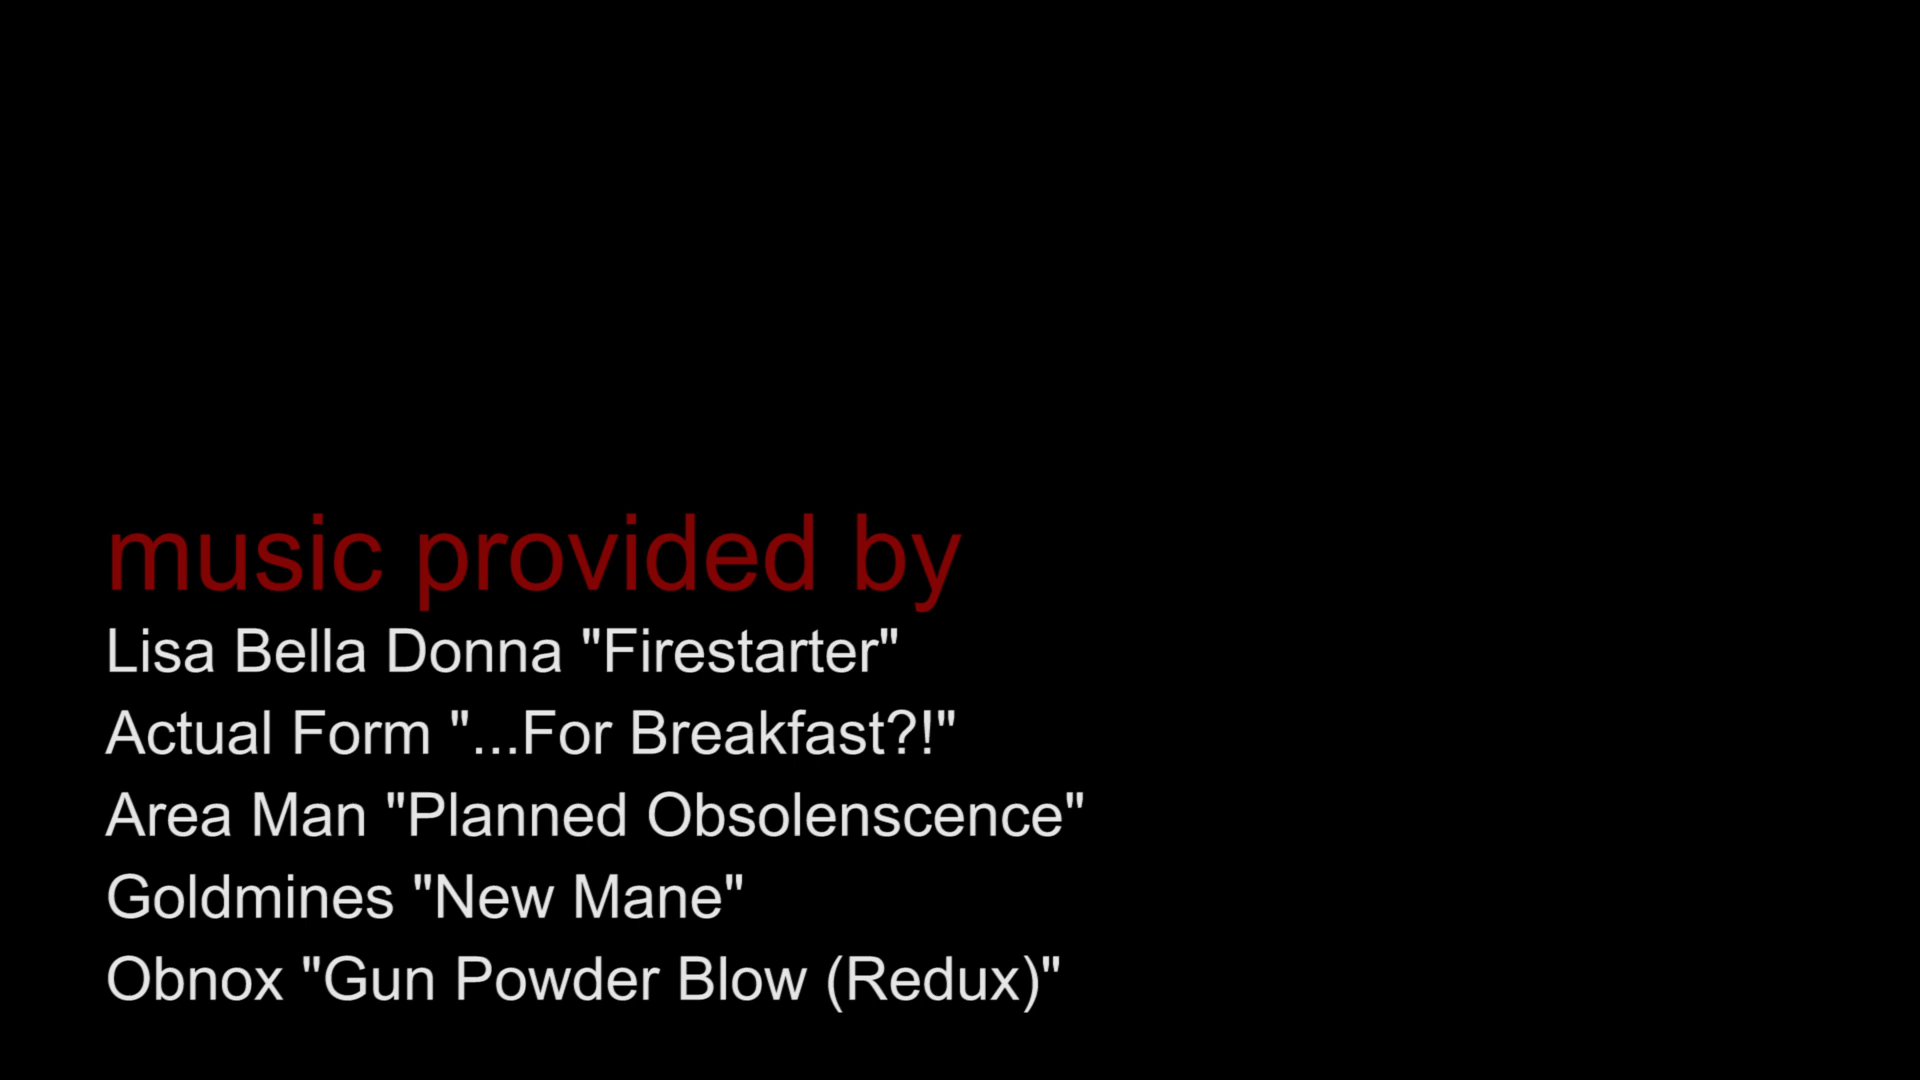 music provided by
Lisa Bella Donna "Firestarter"
Actual Form "...For Breakfast?!"
Area Man "Planned Obsolenscence"
Goldmines "New Mane"
Obnox "Gun Powder Blow (Redux)"